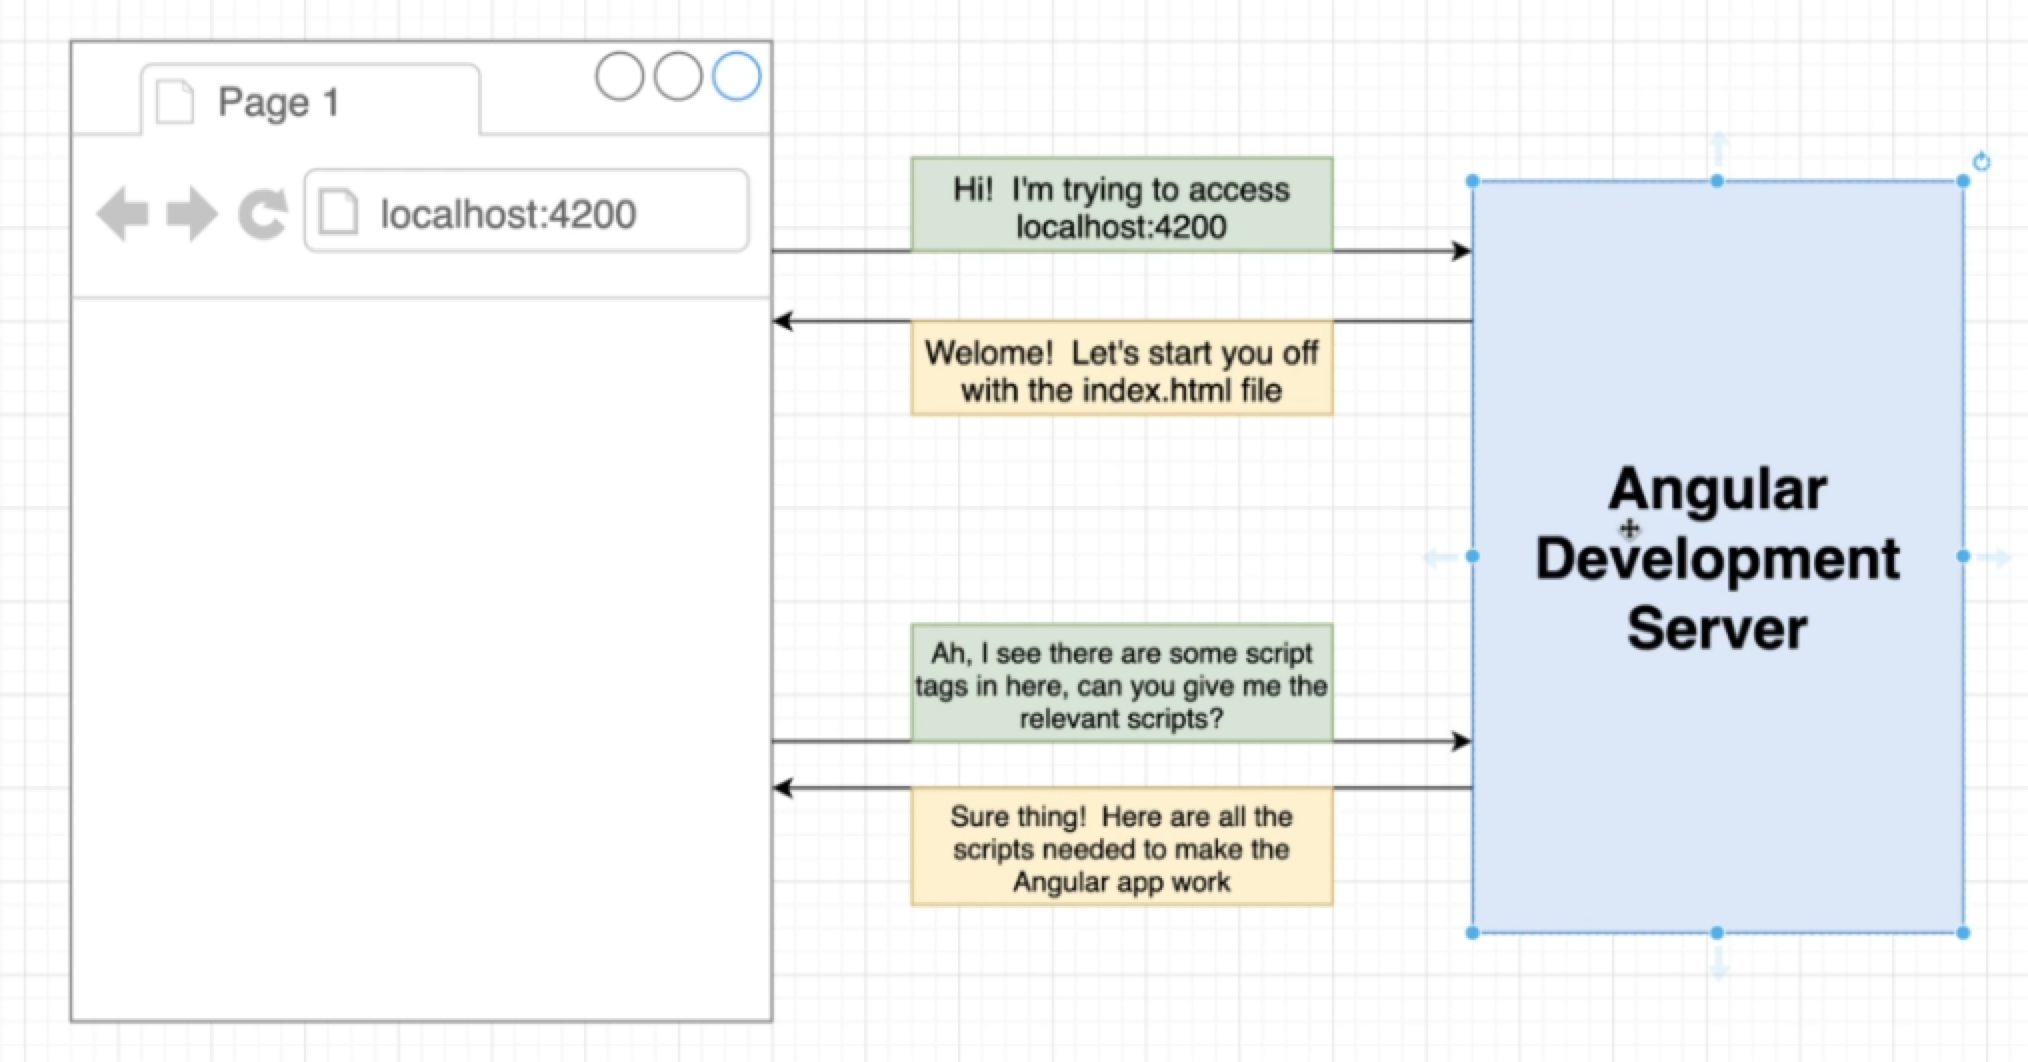 Page 1
localhost:4200
Hi!  I'm trying to access
localhost:4200
Welome!  Let's start you off
with the index.html file
Ah, I see there are some script
tags in here, can you give me the
relevant scripts?
Sure thing!  Here are all the
scripts needed to make the
Angular app work
Angular
Development
Server